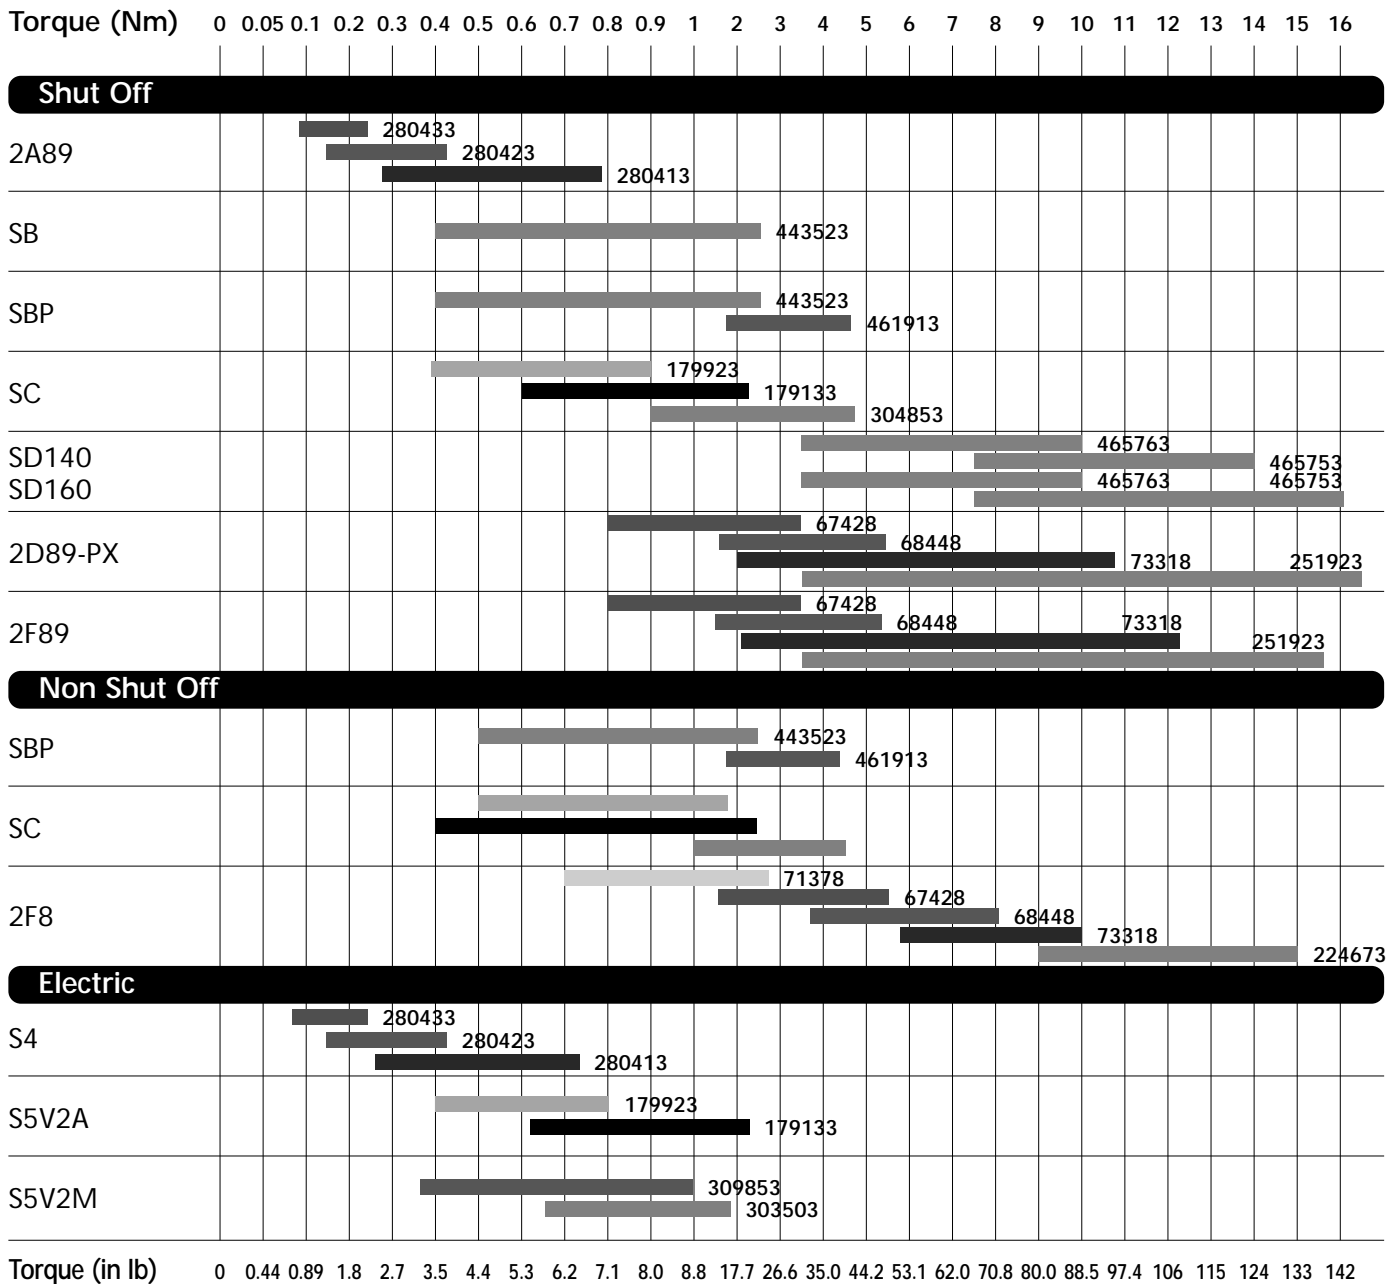 Torque (Nm) 0 0.05 0.1 0.2 0.3 0.4 0.5 0.6 0.7 0.8 0.9 1 2 3 4 5 6 7 8 9 10 11 12 13 14 15 16
Shut Off
280433
2A89
280423
280413
SB 443523
443523
SBP
461913
179923
SC 179133
304853
465763
SD140
465753
SD160
465763 465753
67428
68448
2D89-PX
73318 251923
67428
68448 73318
2F89
251923
Non Shut Off
443523
SBP
461913
SC
71378
67428
2F8
68448
73318
224673
Electric
280433
S4
280423
280413
179923
S5V2A
179133
309853
S5V2M
303503
Torque (in lb) 0 0.44 0.89 1.8 2.7 3.5 4.4 5.3 6.2 7.1 8.0 8.8 17.7 26.6 35.0 44.2 53.1 62.0 70.8 80.0 88.5 97.4 106 115 124 133 142